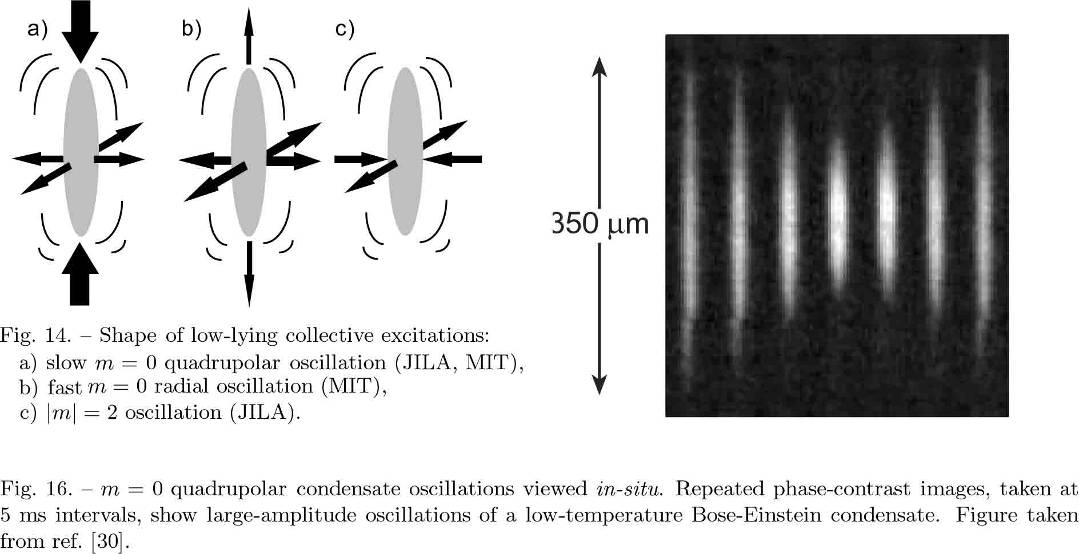 a)
b)
c)
350 μm
Fig. 14. – Shape of low-lying collective excitations:
a) slow m = 0 quadrupolar oscillation (JILA, MIT),
b) fast m = 0 radial oscillation (MIT),
c) |m| = 2 oscillation (JILA).
Fig. 16. – m = 0 quadrupolar condensate oscillations viewed in-situ. Repeated phase-contrast images, taken at
5 ms intervals, show large-amplitude oscillations of a low-temperature Bose-Einstein condensate. Figure taken
from ref. [30].